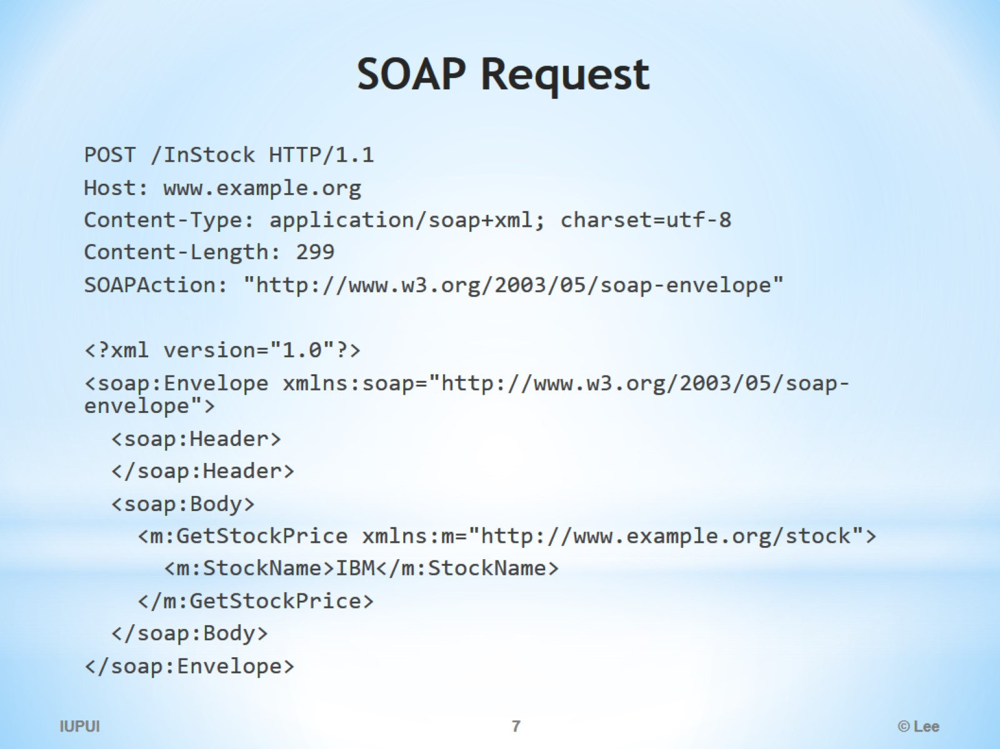 SOAP Request
POST /InStock HTTP/1.1
Host: www.example.org
Content-Type: application/soap+xml; charset=utf-8
Content-Length: 299
SOAPAction: "http://www.w3.org/2003/05/soap-envelope"
<?xml version="1.0"?>
<soap:Envelope xmlns:soap="http://www.w3.org/2003/05/soap-
envelope">
<soap:Header>
</soap:Header>
<soap:Body>
<m:GetStockPrice xmlns:m="http://www.example.org/stock">
<m:StockName>IBM</m:StockName>
</m:GetStockPrice>
</soap:Body>
</soap:Envelope>
IUPUI 7 © Lee